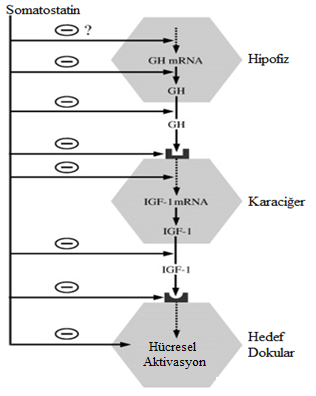 Somatostatin
?
GH mRNA
Hipofiz
GH
GH
IGF-1mRNA
Karaciğer
IGF-1
IGF-1
Hücresel
Aktivasyon
Hedef
Dokular